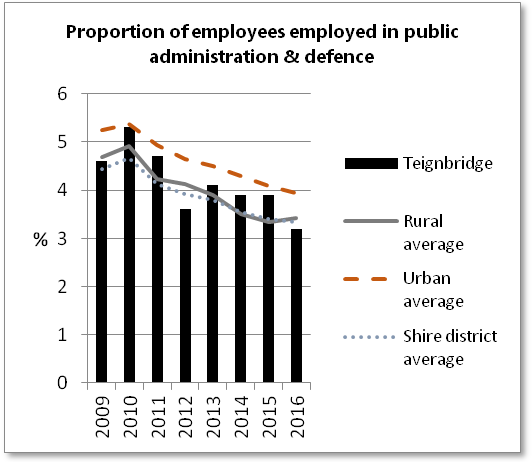 Proportion of employees employed in public
administration & defence
6
5
4
3
2
1
0
%
2009
2010
2011
2012
2013
2014
2015
2016
Teignbridge
Rural
average
Urban
average
Shire district
average